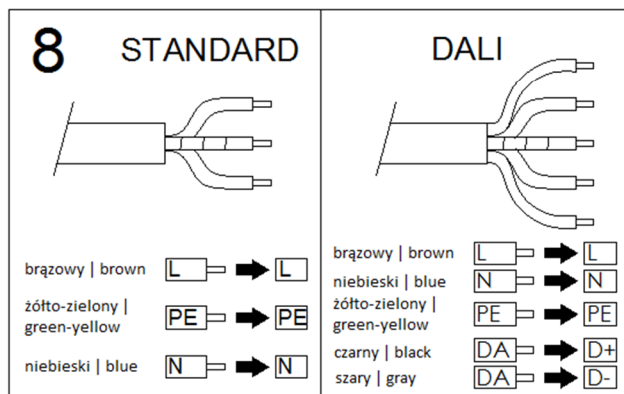 8 STANDARD
brązowy | brown L L
żółto-zielony |
green-yellow PE PE
niebieski | blue N N
DALI
brązowy | brown L L
niebieski | blue N N
żółto-zielony |
green-yellow PE PE
czarny | black DA D+
szary | gray DA D-